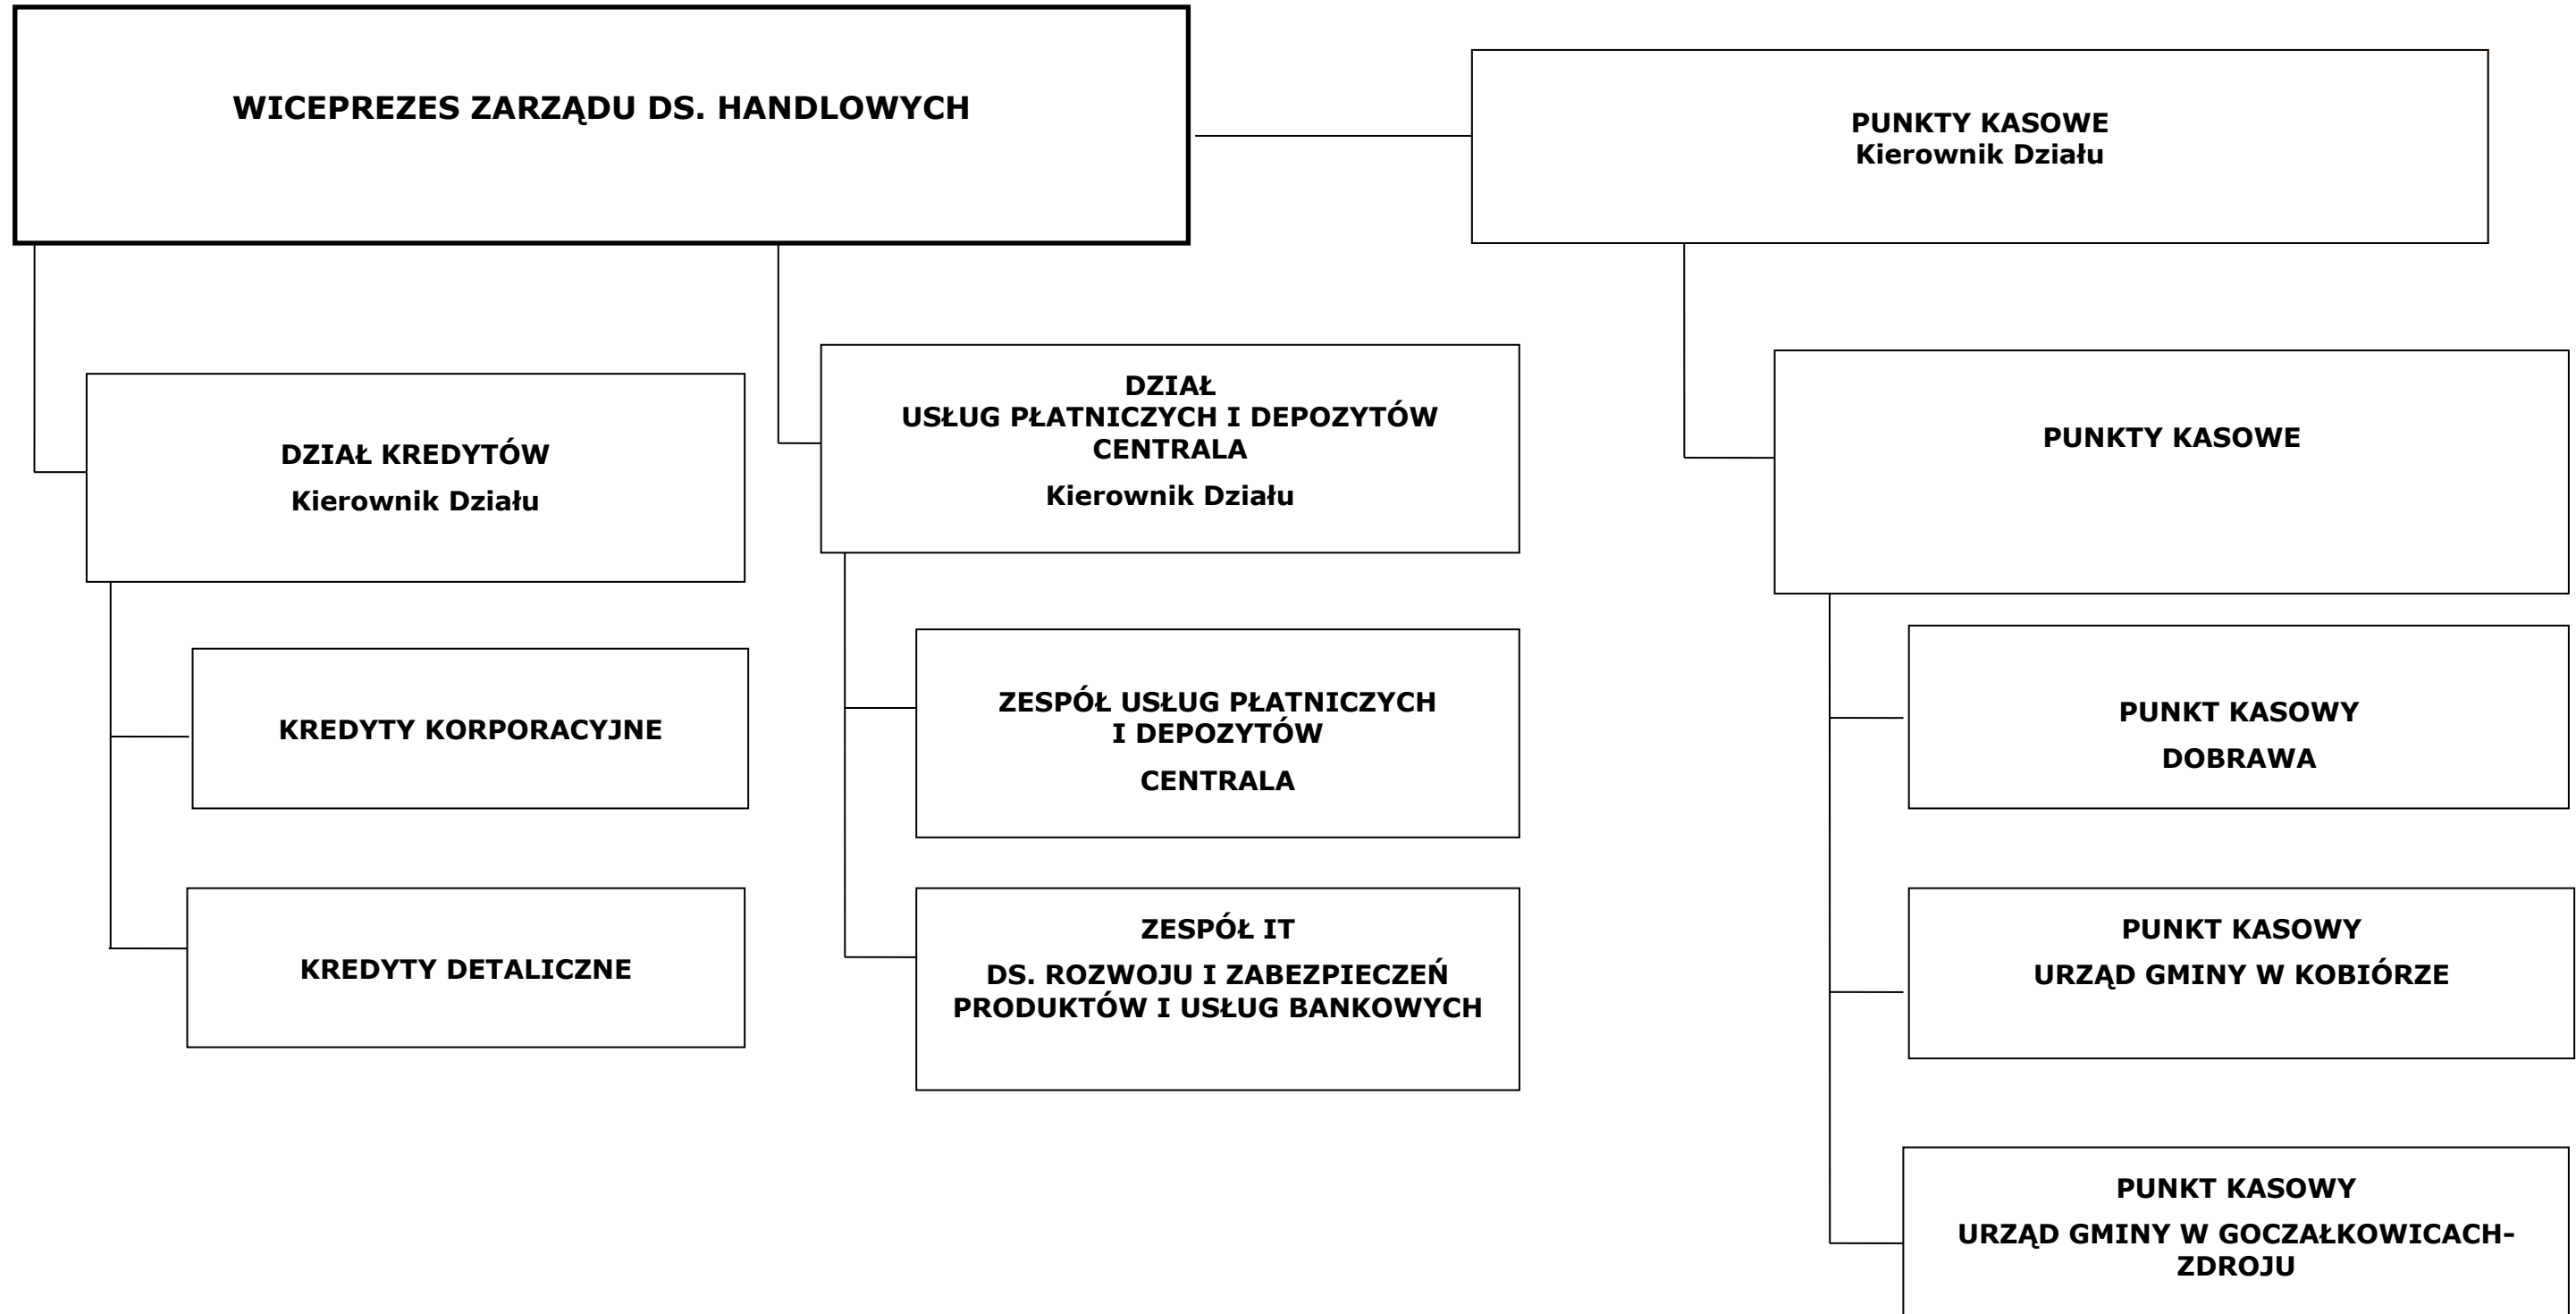 WICEPREZES ZARZĄDU DS. HANDLOWYCH
PUNKTY KASOWE
Kierownik Działu
DZIAŁ KREDYTÓW
Kierownik Działu
DZIAŁ
USŁUG PŁATNICZYCH I DEPOZYTÓW
CENTRALA
Kierownik Działu
PUNKTY KASOWE
KREDYTY KORPORACYJNE
ZESPÓŁ USŁUG PŁATNICZYCH
I DEPOZYTÓW
CENTRALA
PUNKT KASOWY
DOBRAWA
KREDYTY DETALICZNE
ZESPÓŁ IT
DS. ROZWOJU I ZABEZPIECZEŃ
PRODUKTÓW I USŁUG BANKOWYCH
PUNKT KASOWY
URZĄD GMINY W KOBIÓRZE
PUNKT KASOWY
URZĄD GMINY W GOCZAŁKOWICACH-
ZDROJU